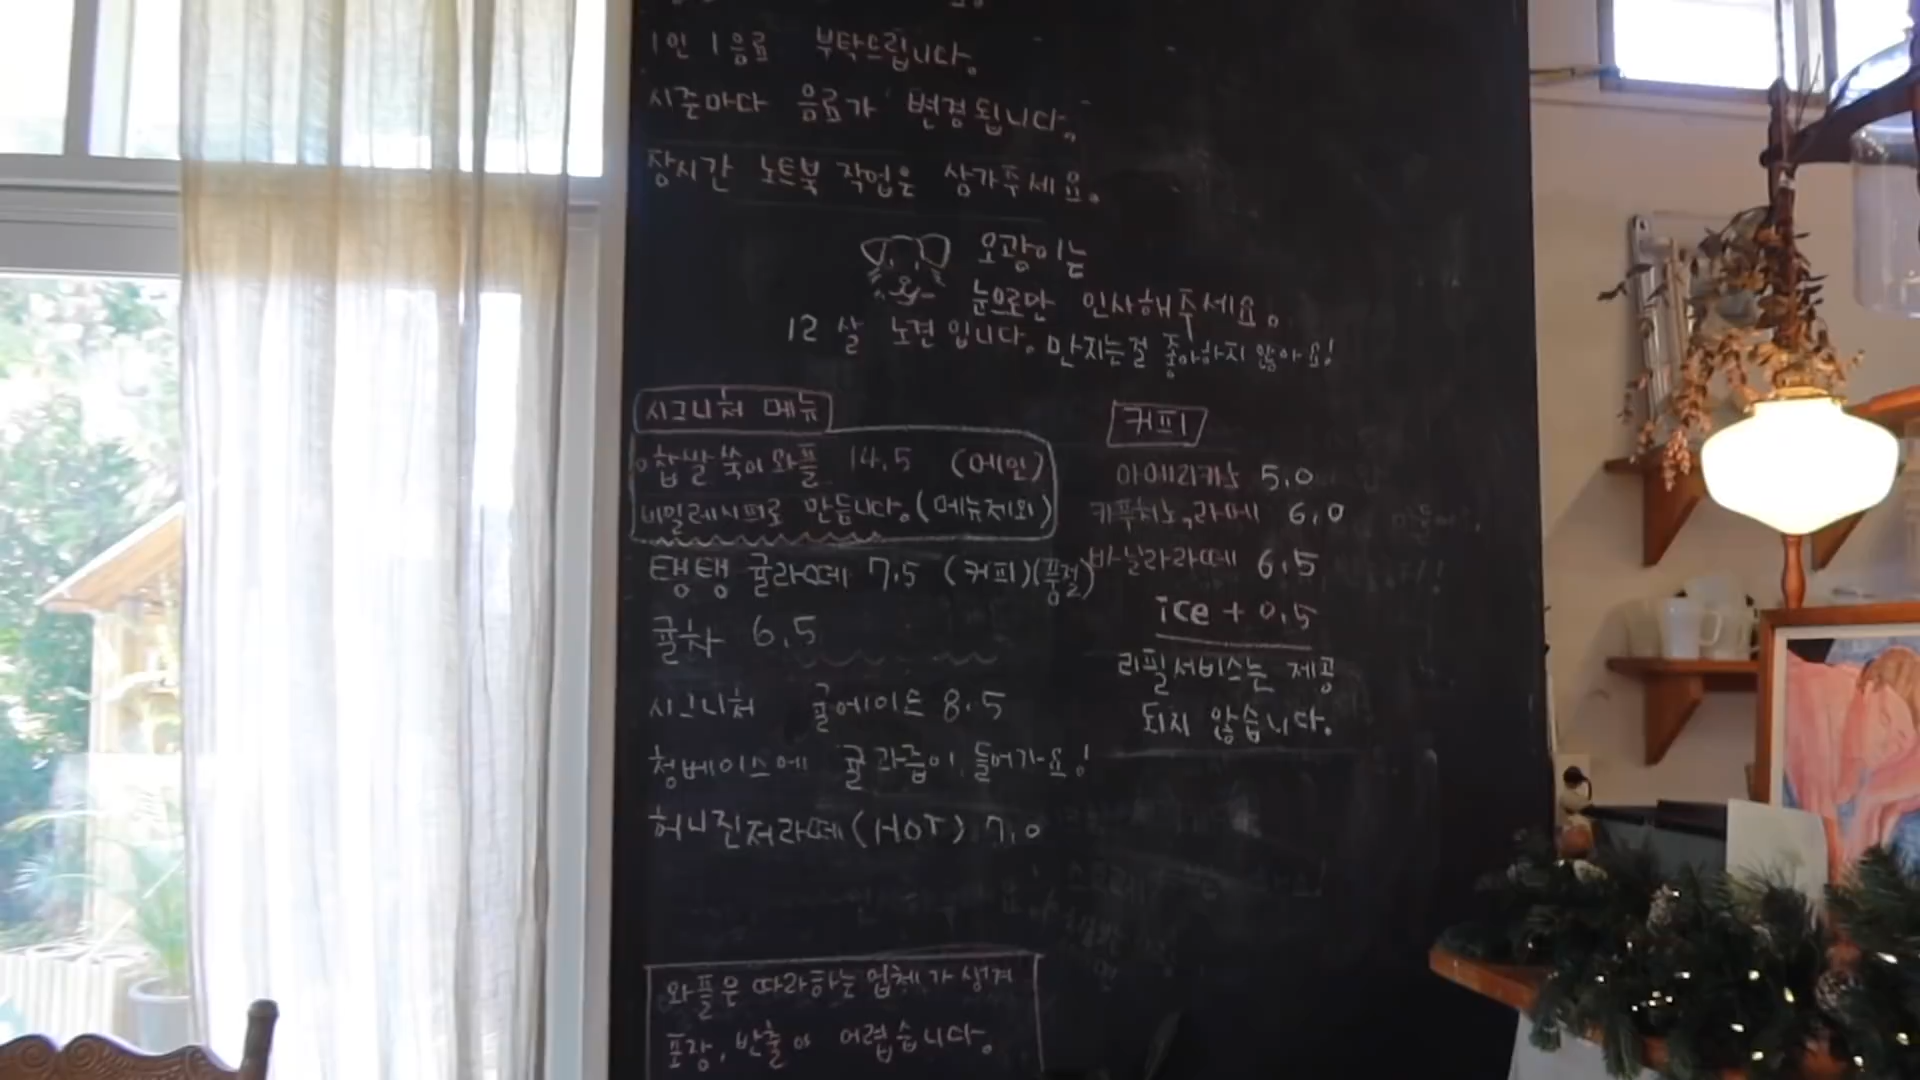 1인 1음료 부탁드립니다.
시즌마다 음료가 변경됩니다.
장시간 노트북 작업은 삼가주세요.
오광이는
눈으로만 인사해주세요.
12살 노견입니다. 만지는걸 좋아하지 않아요!
시그니처 메뉴
찹쌀쑥이와플 14.5 (메인)
비밀레시피로 만듭니다. (메뉴제외)
탱탱 귤라떼 7.5 (커피)(품절)
귤차 6.5
시그니처 귤에이드 8.5
청베이스에 귤과즙이 들어가요!
허니진저라떼 (HOT) 7.0
커피
아메리카노 5.0
카푸치노,라떼 6.0
바닐라라떼 6.5
ice + 0.5
리필서비스는 제공
되지 않습니다.
와플은 따라하는 업체가 생겨
포장, 반출이 어렵습니다.